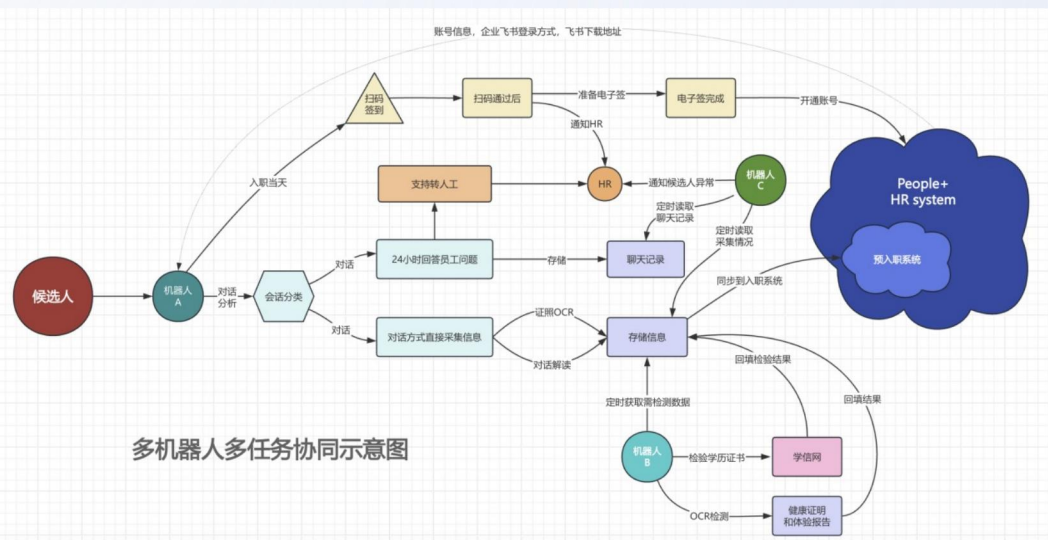 账号信息，企业飞书登录方式，飞书下载地址
扫码
签到
扫码通过后
准备电子签
电子签完成
开通账号
通知HR
入职当天
支持转人工
HR
通知候选人异常
机器人
C
People+
HR system
定时读取
聊天记录
定时读取
采集情况
对话
24小时回答员工问题
存储
聊天记录
预入职系统
同步到入职系统
候选人
机器人
A
对话
分析
会话分类
对话
对话方式直接采集信息
证照OCR
对话解读
存储信息
回填检验结果
回填结果
定时获取需检测数据
多机器人多任务协同示意图
机器人
B
检验学历证书
学信网
OCR检测
健康证明
和体验报告